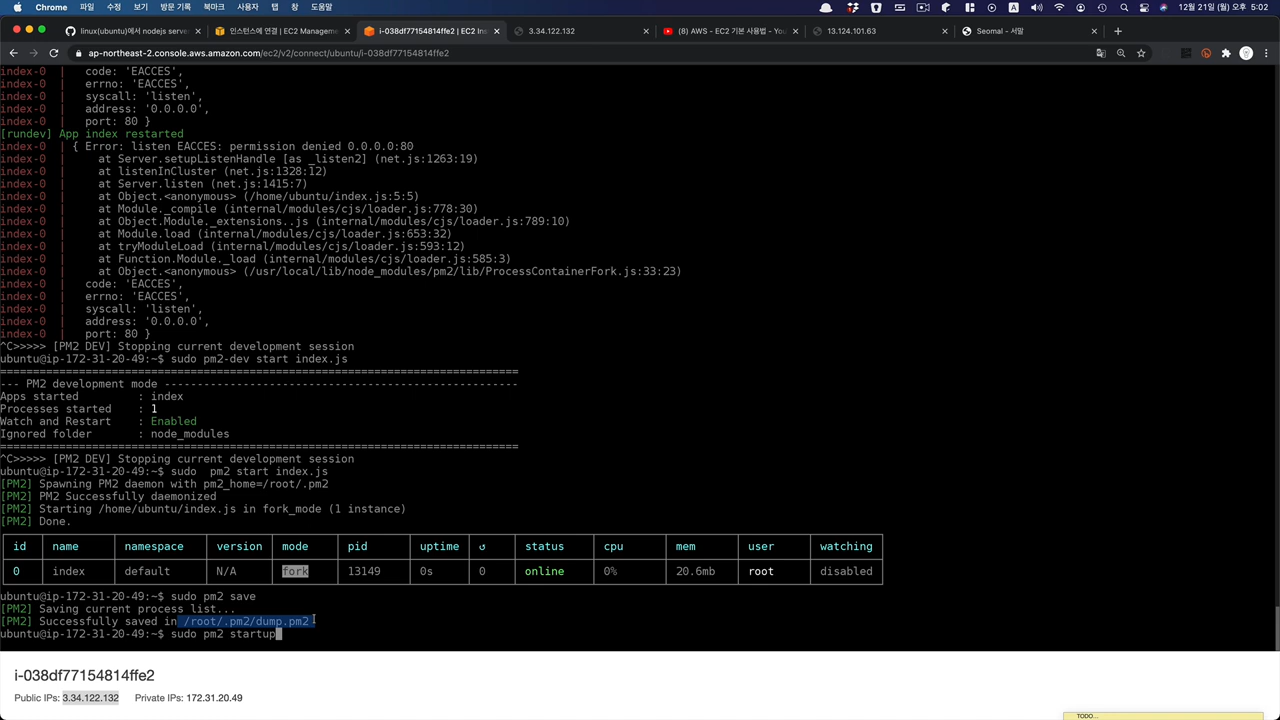 Chrome 파일 수정 보기 방문 기록 북마크 사용자 탭 창 도움말 12월 21일 (월) 오후 5:02
linux(ubuntu)에서 nodejs serve 인스턴스에 연결 | EC2 Manageme i-038df77154814ffe2 | EC2 Ins 3.34.122.132 (8) AWS - EC2 기본 사용법 - You 13.124.101.63 Seomal - 서말
ap-northeast-2.console.aws.amazon.com/ec2/v2/connect/ubuntu/i-038df77154814ffe2
index-0 | code: 'EACCES',
index-0 | errno: 'EACCES',
index-0 | syscall: 'listen',
index-0 | address: '0.0.0.0',
index-0 | port: 80 }
[rundev] App index restarted
index-0 | { Error: listen EACCES: permission denied 0.0.0.0:80
index-0 | at Server.setupListenHandle [as _listen2] (net.js:1263:19)
index-0 | at listenInCluster (net.js:1328:12)
index-0 | at Server.listen (net.js:1415:7)
index-0 | at Object.<anonymous> (/home/ubuntu/index.js:5:5)
index-0 | at Module._compile (internal/modules/cjs/loader.js:778:30)
index-0 | at Object.Module._extensions..js (internal/modules/cjs/loader.js:789:10)
index-0 | at Module.load (internal/modules/cjs/loader.js:653:32)
index-0 | at tryModuleLoad (internal/modules/cjs/loader.js:593:12)
index-0 | at Function.Module._load (internal/modules/cjs/loader.js:585:3)
index-0 | at Object.<anonymous> (/usr/local/lib/node_modules/pm2/lib/ProcessContainerFork.js:33:23)
index-0 | code: 'EACCES',
index-0 | errno: 'EACCES',
index-0 | syscall: 'listen',
index-0 | address: '0.0.0.0',
index-0 | port: 80 }
^C>>>>> [PM2 DEV] Stopping current development session
ubuntu@ip-172-31-20-49:~$ sudo pm2-dev start index.js
===============================================================================
--- PM2 development mode ------------------------------------------------------
Apps started : index
Processes started : 1
Watch and Restart : Enabled
Ignored folder : node_modules
===============================================================================
^C>>>>> [PM2 DEV] Stopping current development session
ubuntu@ip-172-31-20-49:~$ sudo  pm2 start index.js
[PM2] Spawning PM2 daemon with pm2_home=/root/.pm2
[PM2] PM2 Successfully daemonized
[PM2] Starting /home/ubuntu/index.js in fork_mode (1 instance)
[PM2] Done.
id name namespace version mode pid uptime ↺ status cpu mem user watching
0 index default N/A fork 13149 0s 0 online 0% 20.6mb root disabled
ubuntu@ip-172-31-20-49:~$ sudo pm2 save
[PM2] Saving current process list...
[PM2] Successfully saved in /root/.pm2/dump.pm2
ubuntu@ip-172-31-20-49:~$ sudo pm2 startup
i-038df77154814ffe2
Public IPs: 3.34.122.132 Private IPs: 172.31.20.49
TODO...